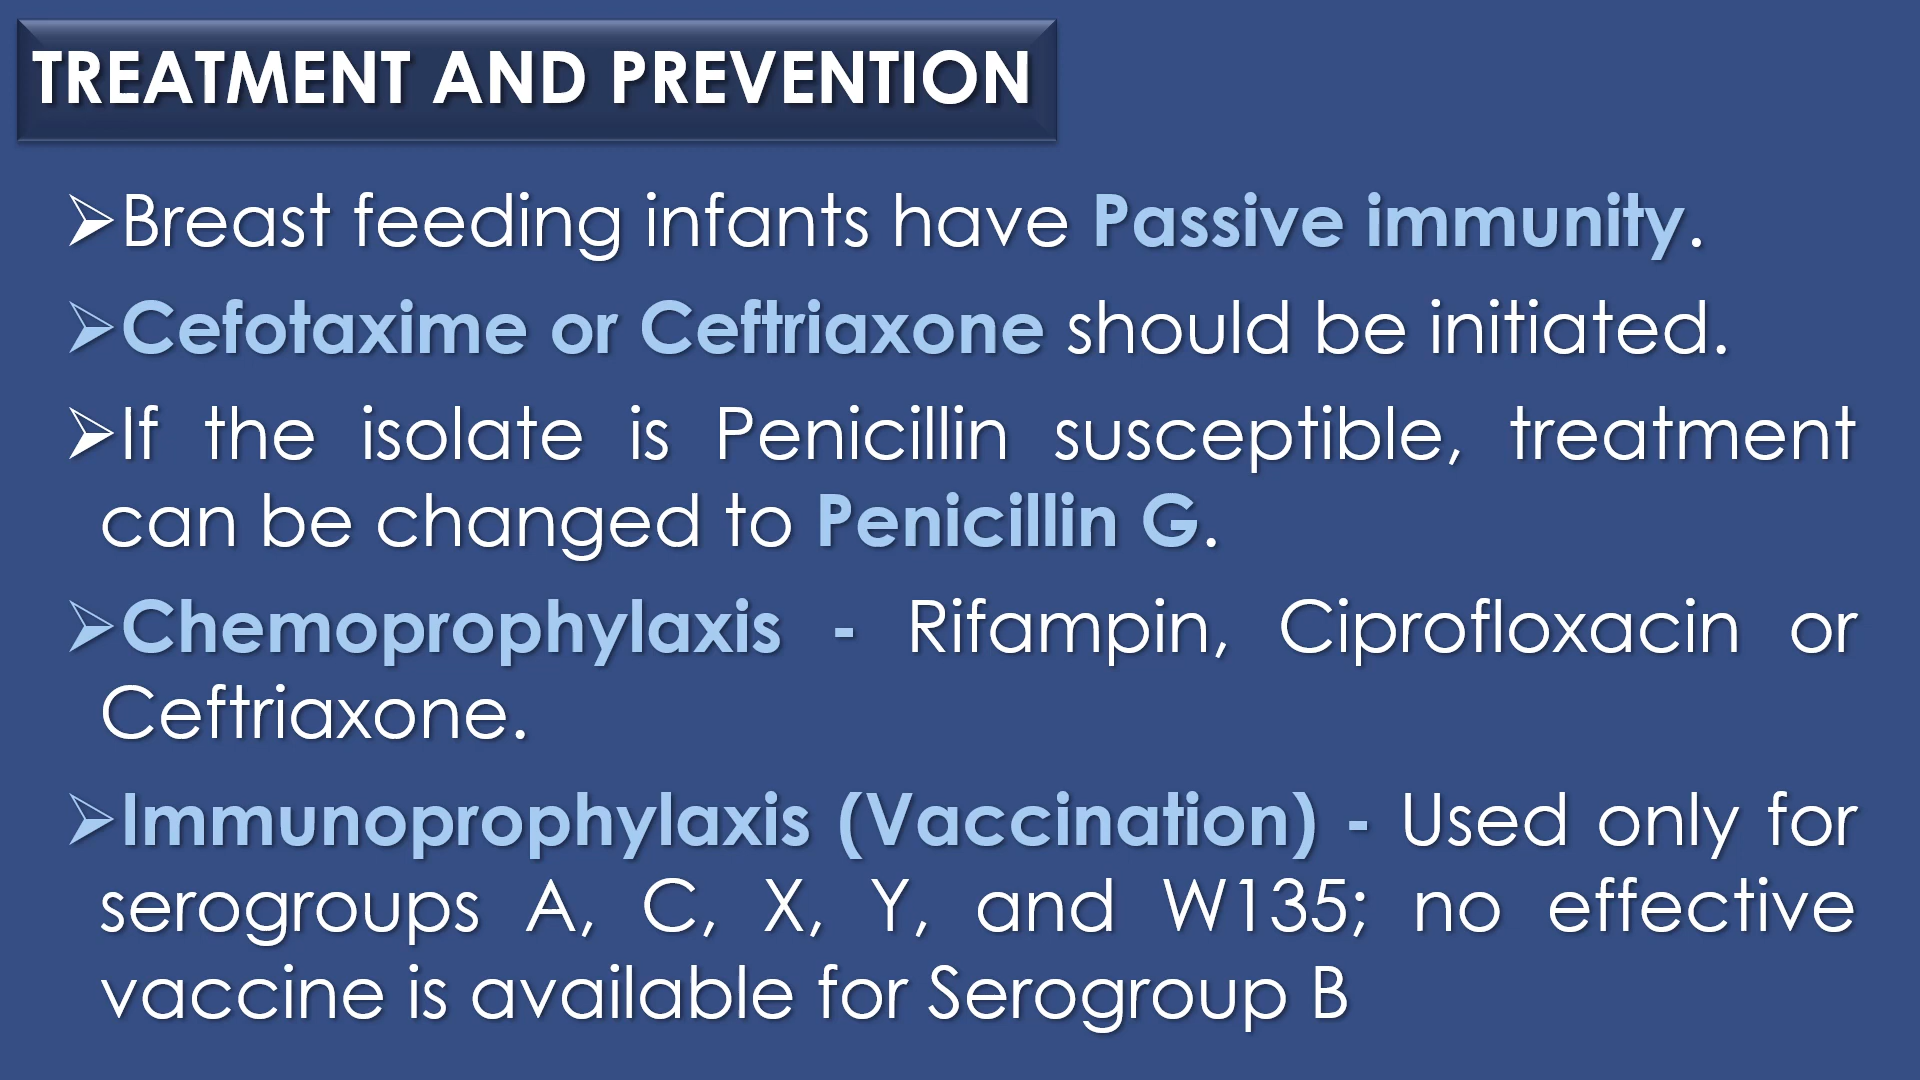 TREATMENT AND PREVENTION
➢Breast feeding infants have Passive immunity.
➢Cefotaxime or Ceftriaxone should be initiated.
➢If the isolate is Penicillin susceptible, treatment
can be changed to Penicillin G.
➢Chemoprophylaxis - Rifampin, Ciprofloxacin or
Ceftriaxone.
➢Immunoprophylaxis (Vaccination) - Used only for
serogroups A, C, X, Y, and W135; no effective
vaccine is available for Serogroup B